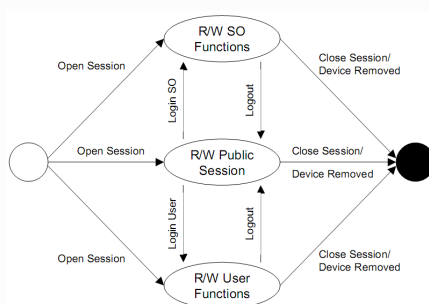 R/W SO
Functions
Open Session
Close Session/
Device Removed
Login SO
Logout
Open Session
R/W Public
Session
Close Session/
Device Removed
Login User
Logout
Open Session
Close Session/
Device Removed
R/W User
Functions